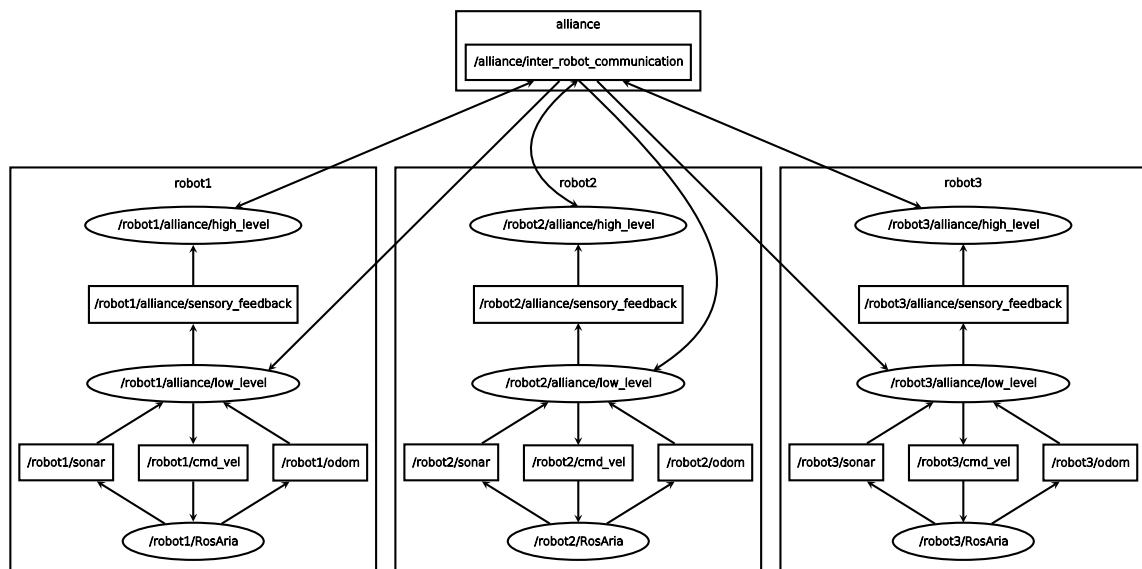 alliance
/alliance/inter_robot_communication
robot1
robot2
robot3
/robot1/alliance/high_level
/robot2/alliance/high_level
/robot3/alliance/high_level
/robot1/alliance/sensory_feedback
/robot2/alliance/sensory_feedback
/robot3/alliance/sensory_feedback
/robot1/alliance/low_level
/robot2/alliance/low_level
/robot3/alliance/low_level
/robot1/sonar
/robot1/cmd_vel
/robot1/odom
/robot2/sonar
/robot2/cmd_vel
/robot2/odom
/robot3/sonar
/robot3/cmd_vel
/robot3/odom
/robot1/RosAria
/robot2/RosAria
/robot3/RosAria